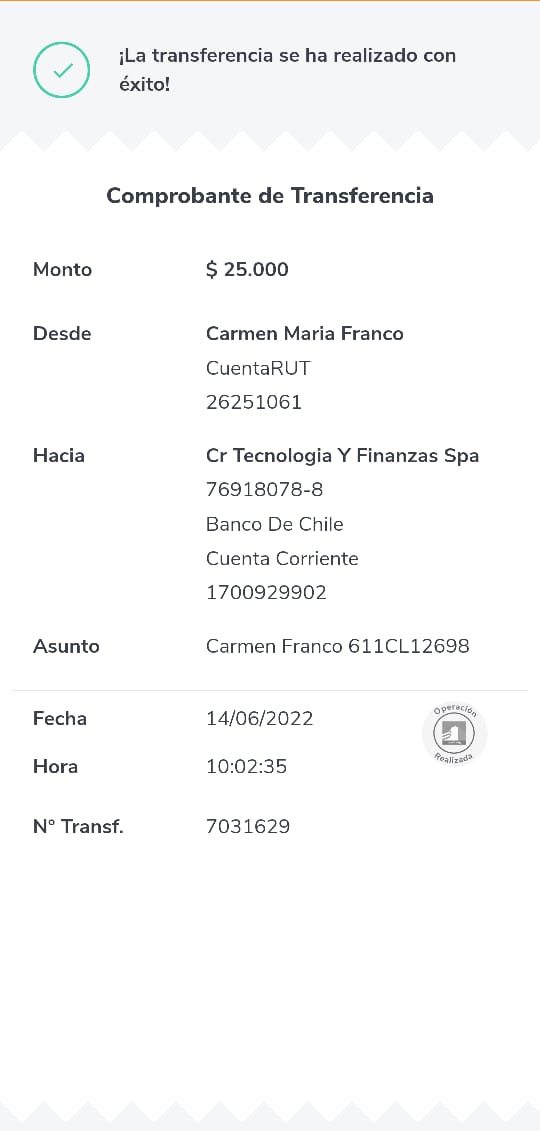 ¡La transferencia se ha realizado con
éxito!
Comprobante de Transferencia
Monto $ 25.000
Desde Carmen Maria Franco
CuentaRUT
26251061
Hacia Cr Tecnologia Y Finanzas Spa
76918078-8
Banco De Chile
Cuenta Corriente
1700929902
Asunto Carmen Franco 611CL12698
Fecha 14/06/2022
Operación
Realizada
Hora 10:02:35
N° Transf. 7031629